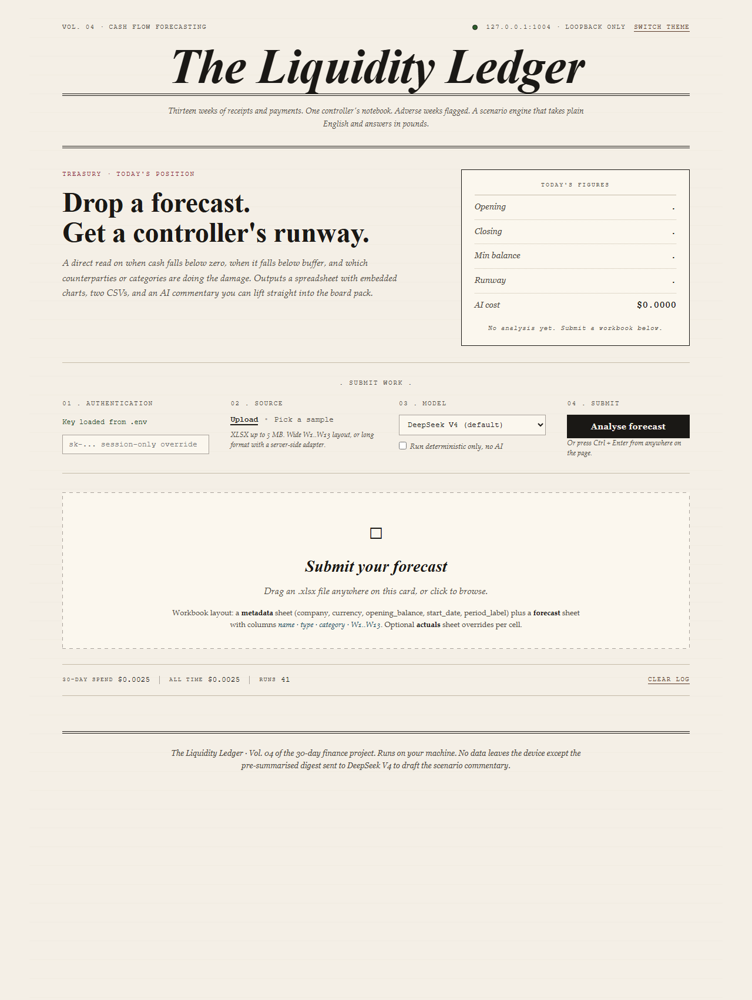 VOL. 04 · CASH FLOW FORECASTING
127.0.0.1:1004 · LOOPBACK ONLY SWITCH THEME
The Liquidity Ledger
Thirteen weeks of receipts and payments. One controller's notebook. Adverse weeks flagged. A scenario engine that takes plain
English and answers in pounds.
TREASURY · TODAY'S POSITION
Drop a forecast.
Get a controller's runway.
A direct read on when cash falls below zero, when it falls below buffer, and which
counterparties or categories are doing the damage. Outputs a spreadsheet with embedded
charts, two CSVs, and an AI commentary you can lift straight into the board pack.
TODAY'S FIGURES
Opening .
Closing .
Min balance .
Runway .
AI cost $0.0000
No analysis yet. Submit a workbook below.
. SUBMIT WORK .
01 . AUTHENTICATION
Key loaded from .env
sk-... session-only override
02 . SOURCE
Upload • Pick a sample
XLSX up to 5 MB. Wide W1..W13 layout, or long
format with a server-side adapter.
03 . MODEL
DeepSeek V4 (default)
Run deterministic only, no AI
04 . SUBMIT
Analyse forecast
Or press Ctrl + Enter from anywhere on
the page.
Submit your forecast
Drag an .xlsx file anywhere on this card, or click to browse.
Workbook layout: a metadata sheet (company, currency, opening_balance, start_date, period_label) plus a forecast sheet
with columns name · type · category · W1..W13. Optional actuals sheet overrides per cell.
30-DAY SPEND $0.0025 ALL TIME $0.0025 RUNS 41
CLEAR LOG
The Liquidity Ledger · Vol. 04 of the 30-day finance project. Runs on your machine. No data leaves the device except the
pre-summarised digest sent to DeepSeek V4 to draft the scenario commentary.